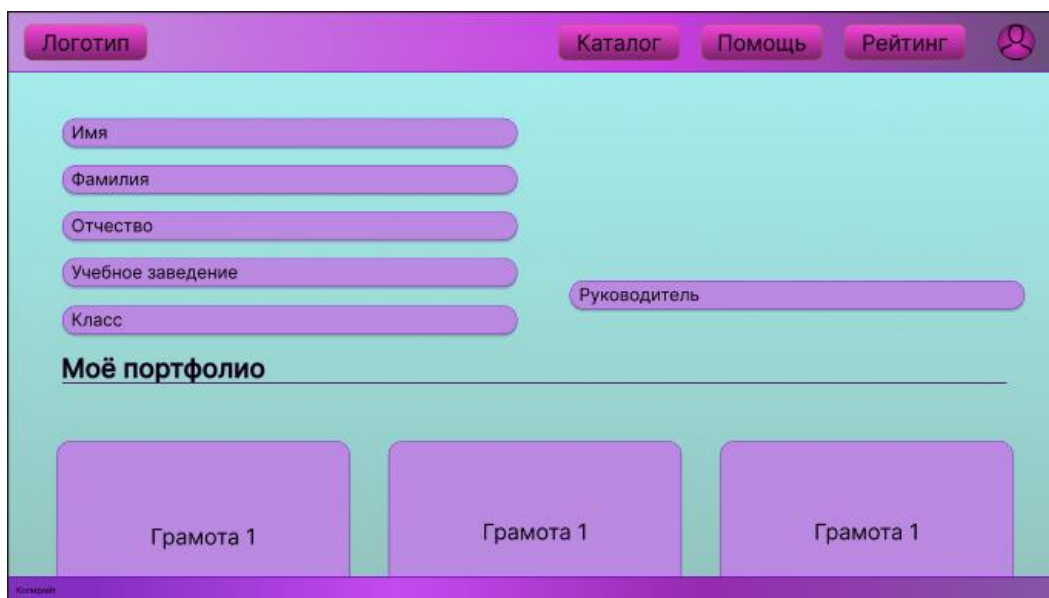 Логотип
Каталог
Помощь
Рейтинг
Имя
Фамилия
Отчество
Учебное заведение
Руководитель
Класс
Моё портфолио
Грамота 1
Грамота 1
Грамота 1
Копирайт